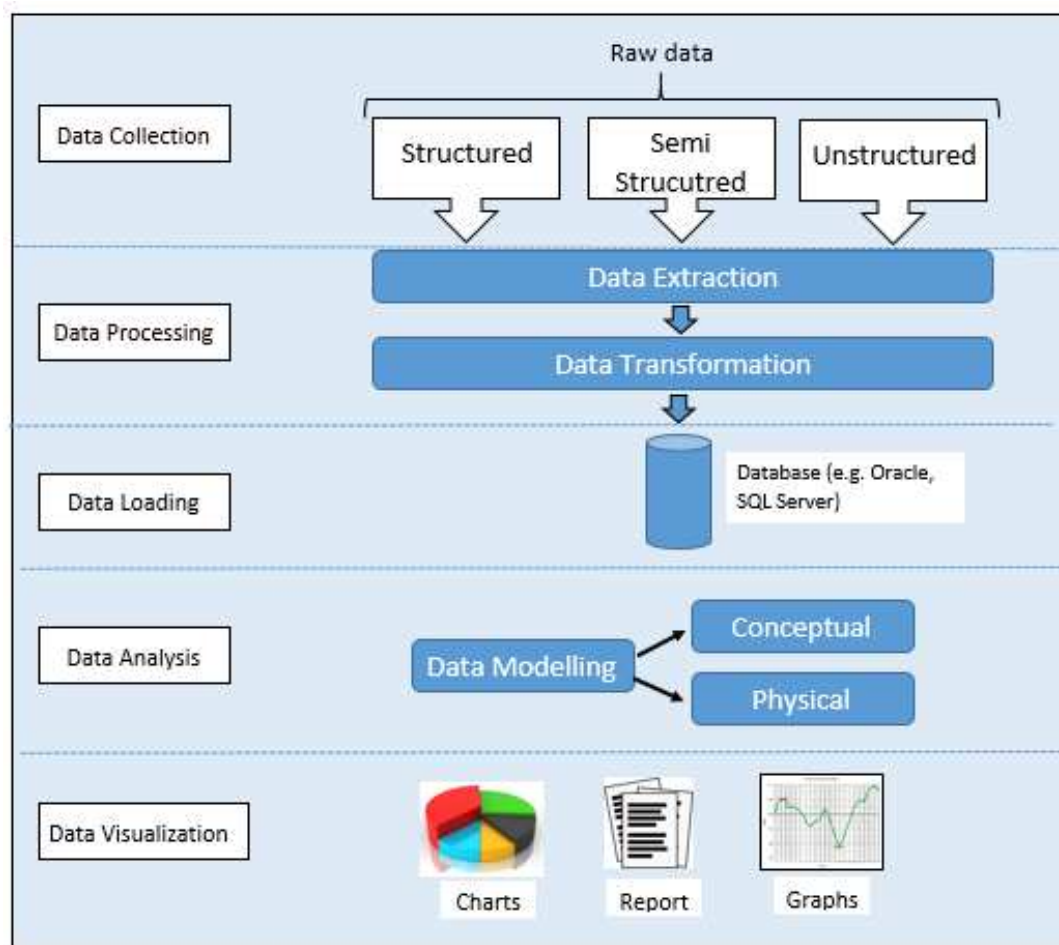 Raw data
Data Collection
Structured
Semi
Strucutred
Unstructured
Data Extraction
Data Processing
Data Transformation
Data Loading
Database (e.g. Oracle,
SQL Server)
Data Analysis
Data Modelling
Conceptual
Physical
Data Visualization
Charts
Report
Graphs